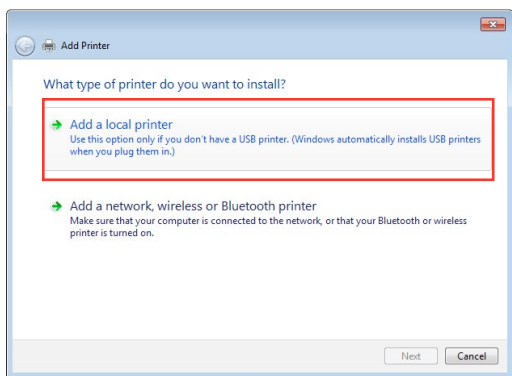 Add Printer
What type of printer do you want to install?
Add a local printer
Use this option only if you don't have a USB printer. (Windows automatically installs USB printers
when you plug them in.)
Add a network, wireless or Bluetooth printer
Make sure that your computer is connected to the network, or that your Bluetooth or wireless
printer is turned on.
Next Cancel